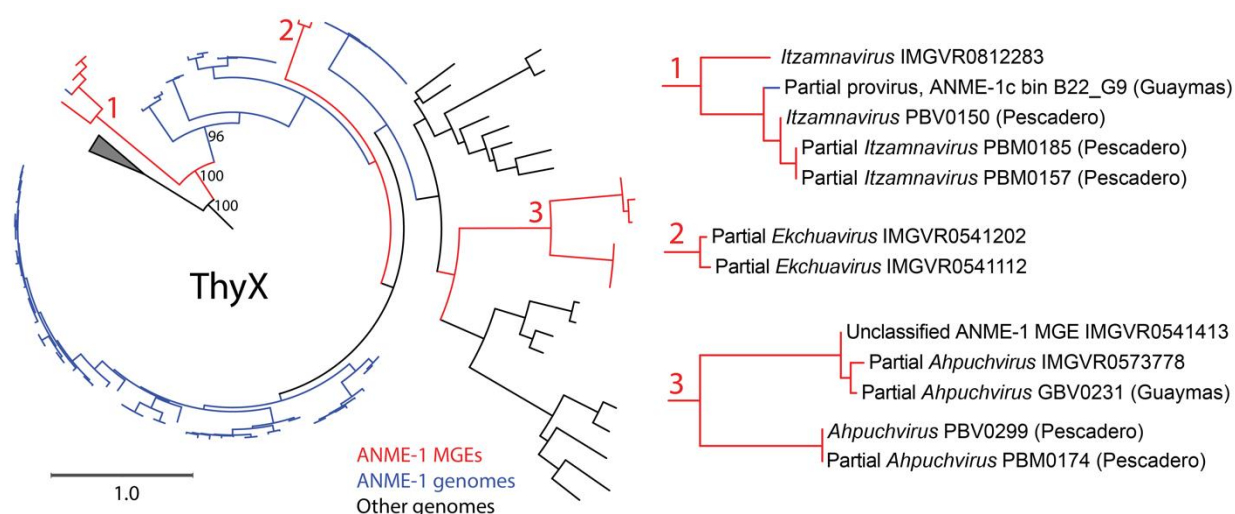 1
2
96
100
100
3
ThyX
1.0
ANME-1 MGEs
ANME-1 genomes
Other genomes
1
Itzamnavirus IMGVR0812283
Partial provirus, ANME-1c bin B22_G9 (Guaymas)
Itzamnavirus PBV0150 (Pescadero)
Partial Itzamnavirus PBM0185 (Pescadero)
Partial Itzamnavirus PBM0157 (Pescadero)
2
Partial Ekchuavirus IMGVR0541202
Partial Ekchuavirus IMGVR0541112
3
Unclassified ANME-1 MGE IMGVR0541413
Partial Ahpuchvirus IMGVR0573778
Partial Ahpuchvirus GBV0231 (Guaymas)
Ahpuchvirus PBV0299 (Pescadero)
Partial Ahpuchvirus PBM0174 (Pescadero)